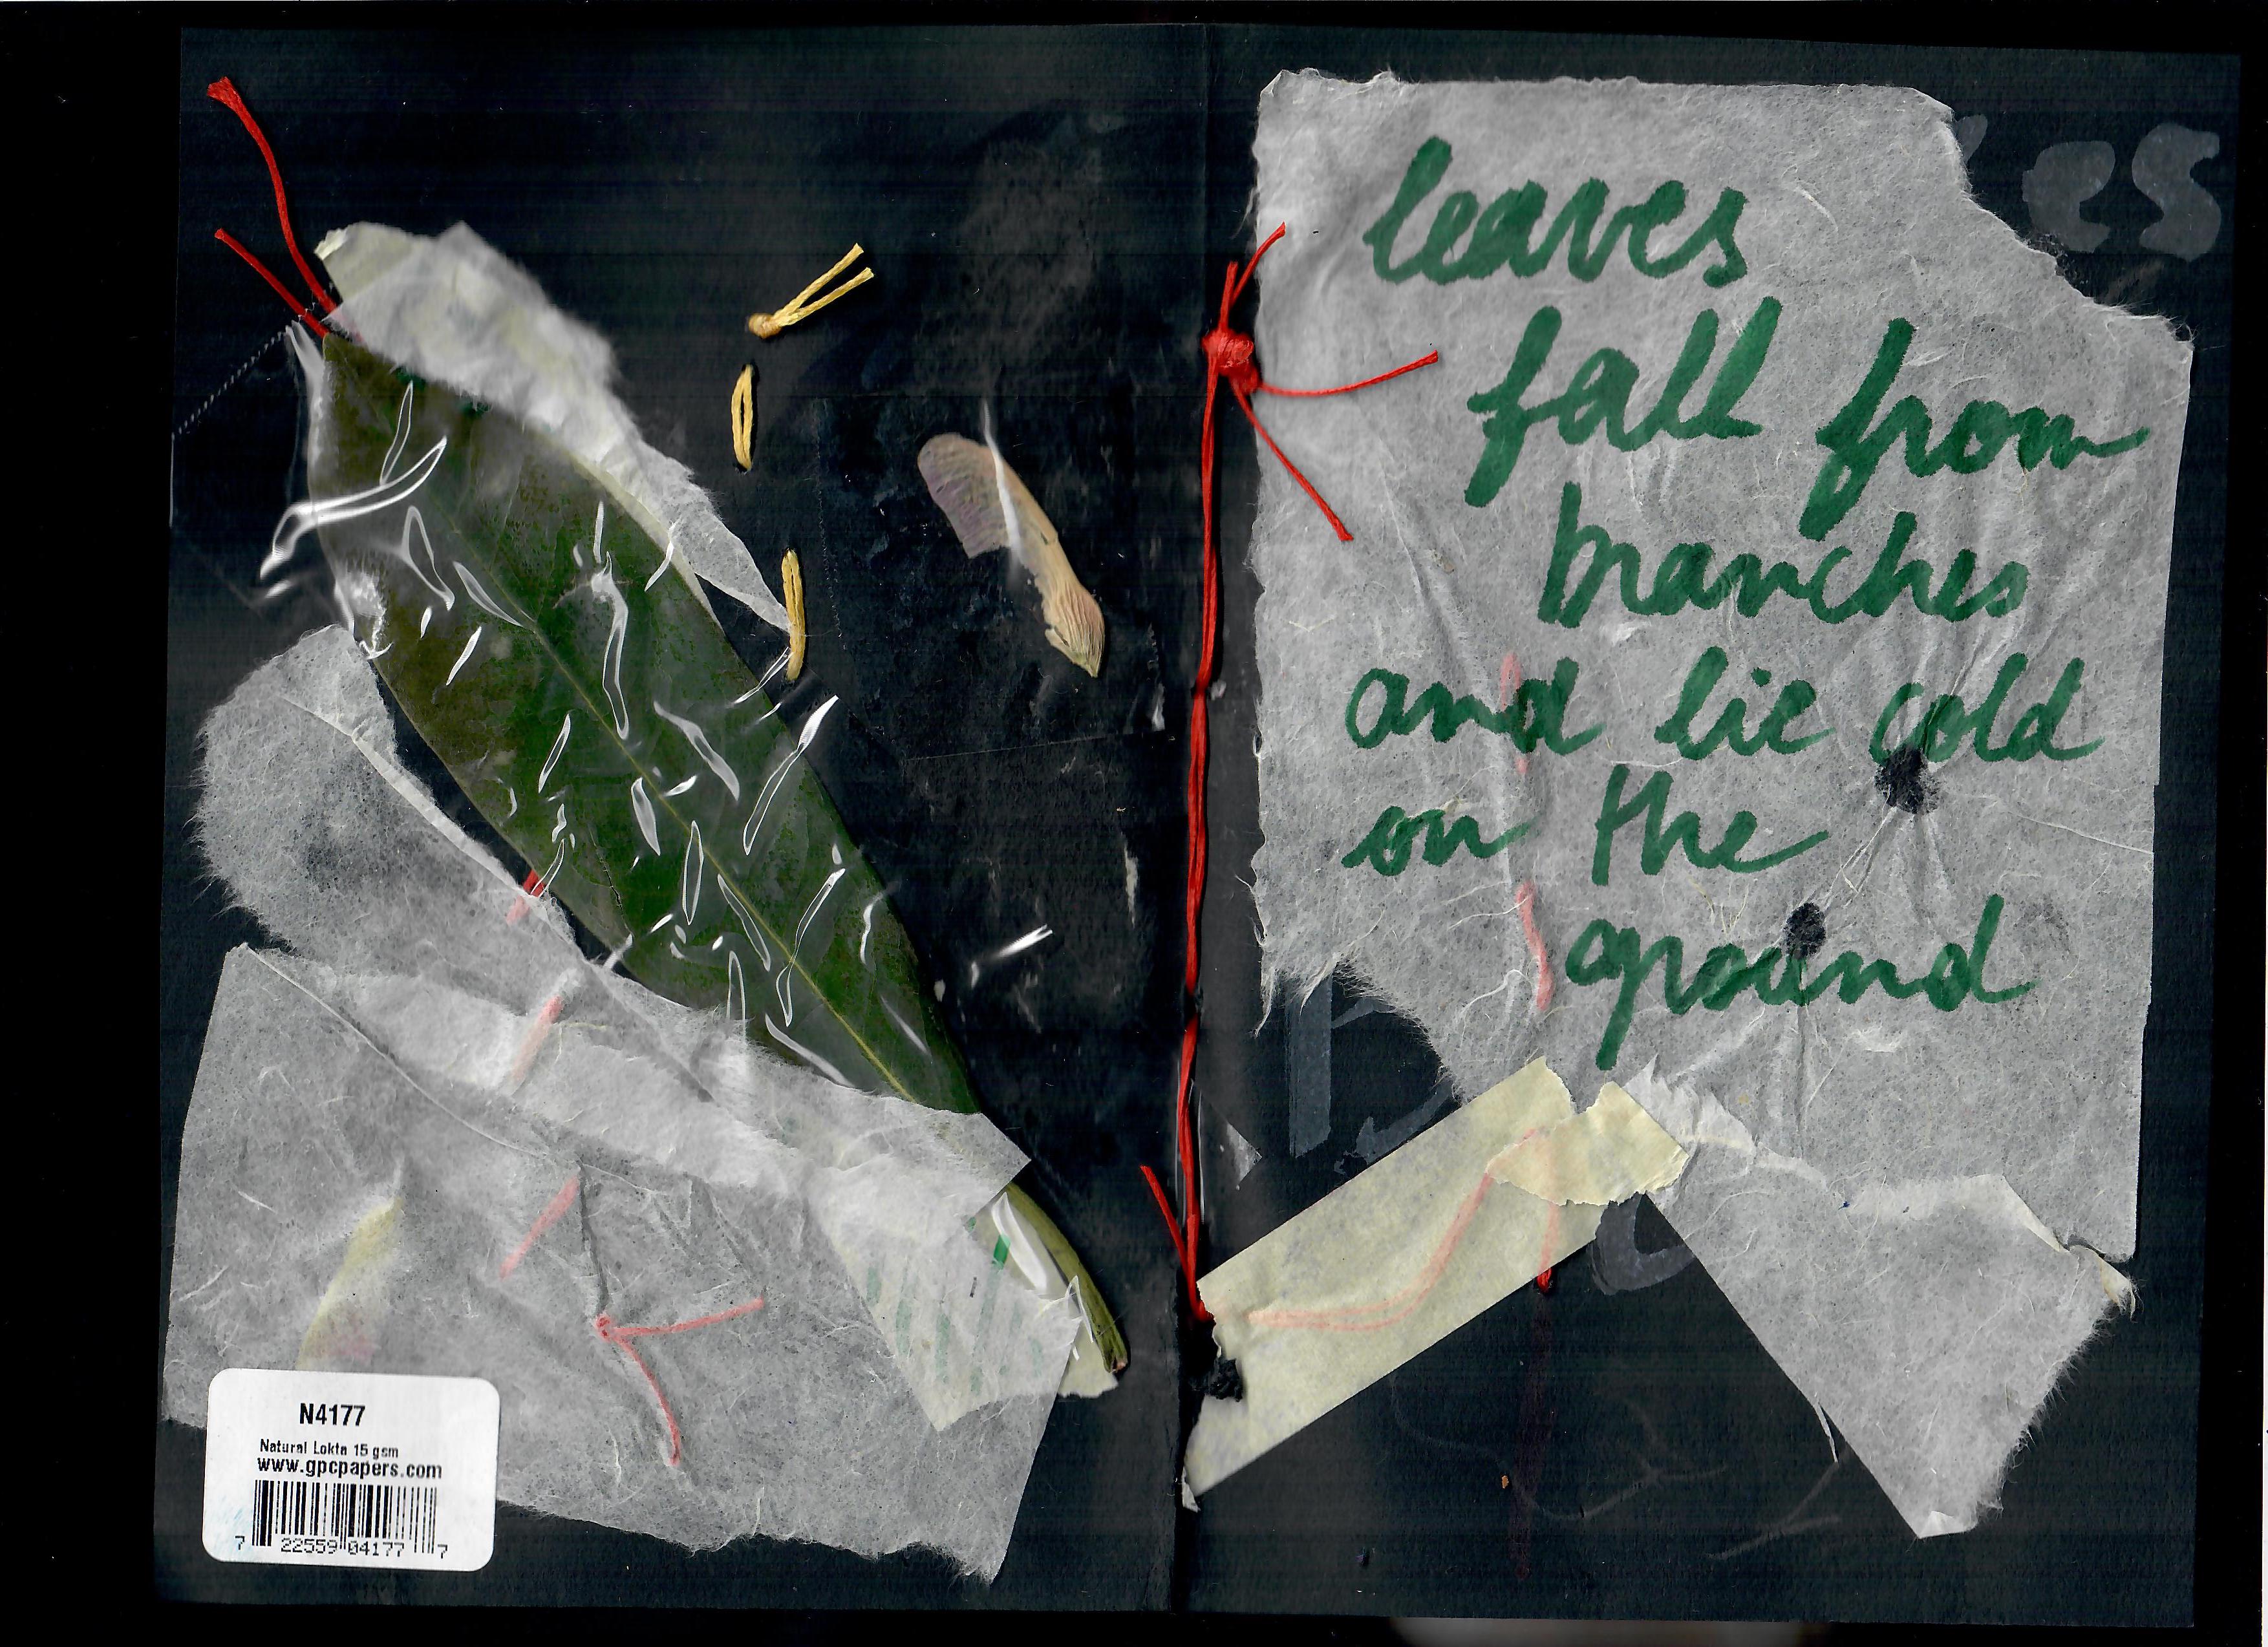 N4177
Natural Lokta 15 gsm
www.gpcpapers.com
7 22559 04177 7
es
leaves
fall from
branches
and lie cold
on the
ground